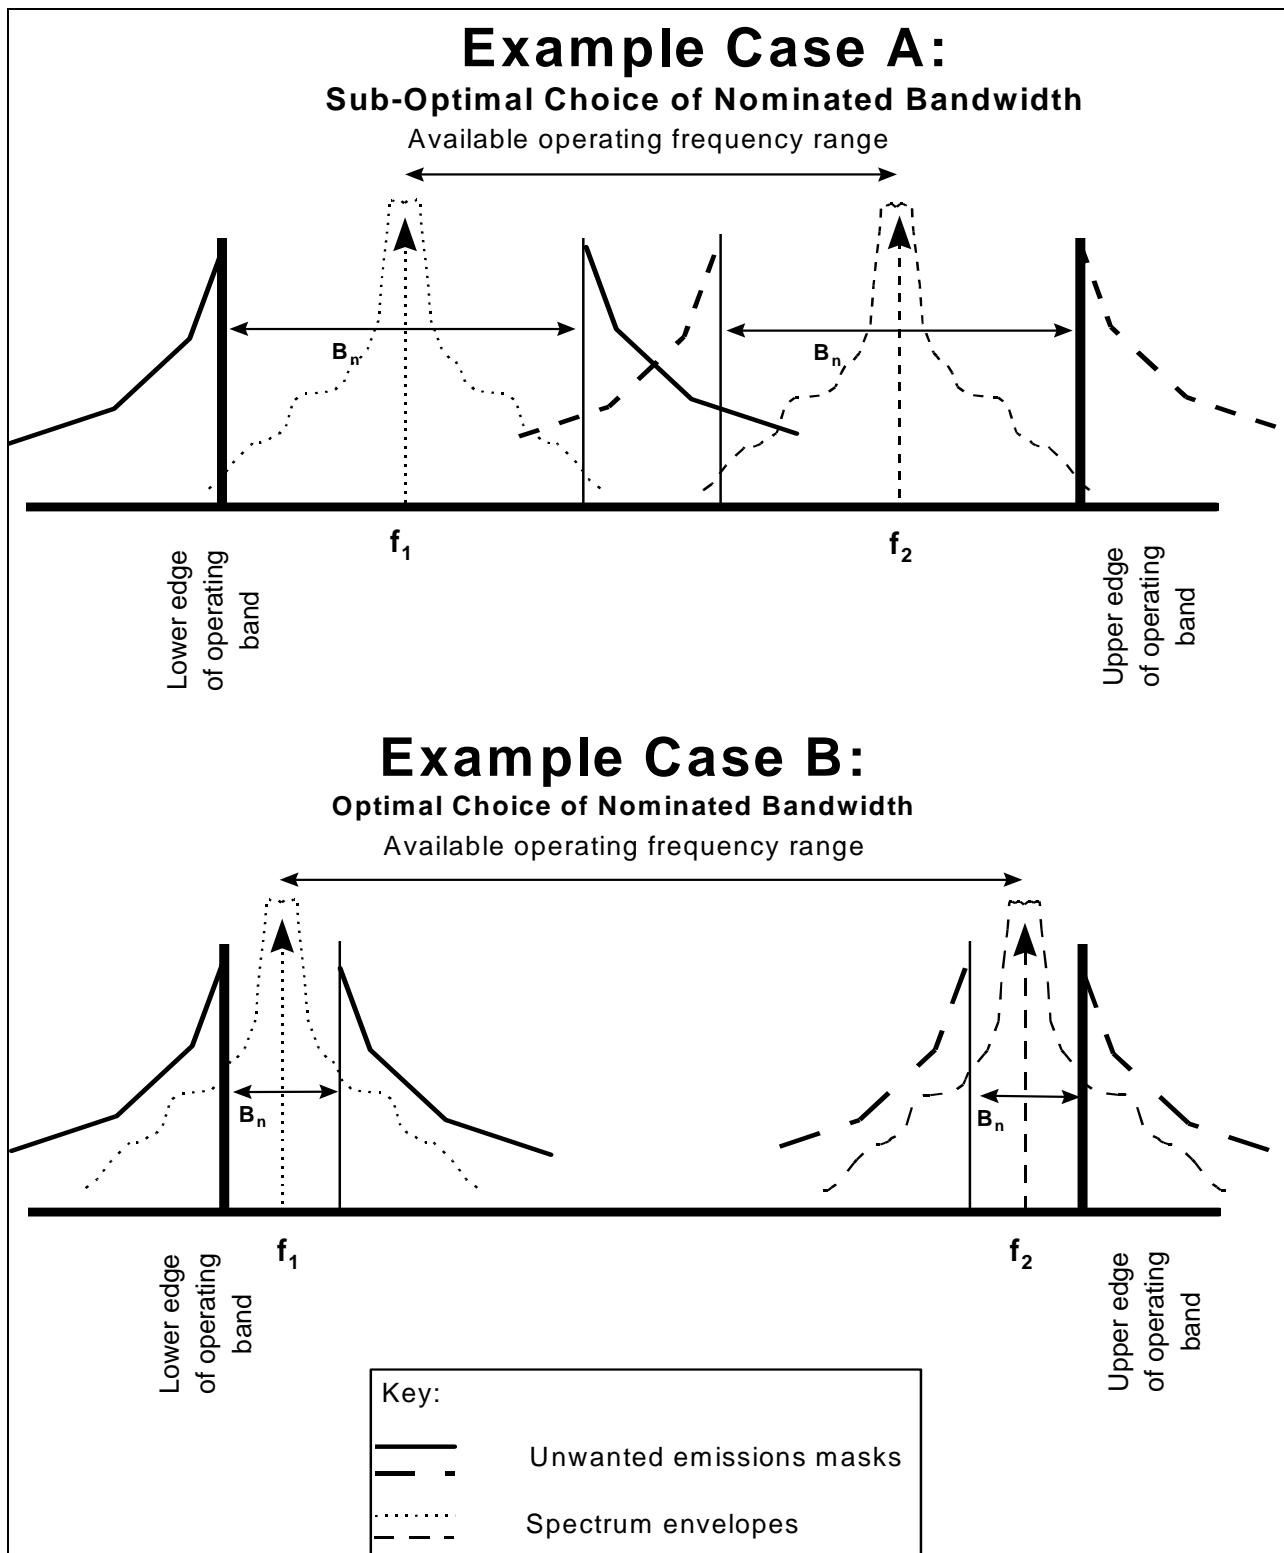 Example Case A:
Sub-Optimal Choice of Nominated Bandwidth
Available operating frequency range
Bn
Bn
f1
f2
Lower edge
of operating
band
Upper edge
of operating
band
Example Case B:
Optimal Choice of Nominated Bandwidth
Available operating frequency range
Bn
Bn
f1
f2
Lower edge
of operating
band
Upper edge
of operating
band
Key:
Unwanted emissions masks
Spectrum envelopes